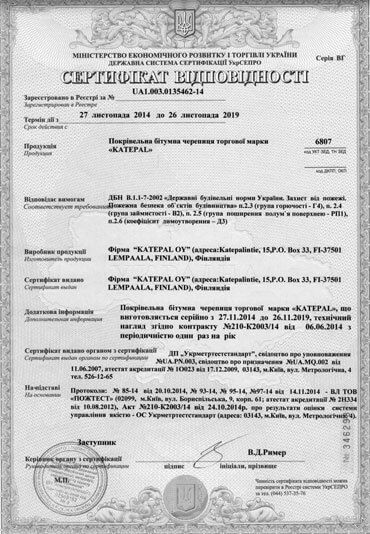 МІНІСТЕРСТВО ЕКОНОМІЧНОГО РОЗВИТКУ І ТОРГІВЛІ УКРАЇНИ
ДЕРЖАВНА СИСТЕМА СЕРТИФІКАЦІЇ УкрСЕПРО
Серія ВГ
СЕРТИФІКАТ ВІДПОВІДНОСТІ
Зареєстровано в Реєстрі за №
Зарегистрирован в Реестре
UA1.003.0135462-14
Термін дії з
Срок действия с
27 листопада 2014 до 26 листопада 2019
Продукція
Продукция
Покрівельна бітумна черепиця торгової марки
«KATEPAL»
6807
код УКТ ЗЕД, ТН ЗЕД
код ДКПП, ОКП
Відповідає вимогам
Соответствует требованиям
ДБН В.1.1-7-2002 «Державні будівельні норми України. Захист від пожежі.
Пожежна безпека об'єктів будівництва» п.2.3 (група горючості - Г4), п. 2.4
(група займистості - В2), п. 2.5 (група поширення полум'я поверхнею - РП1),
п.2.6 (коефіцієнт димоутворення - Д3)
Виробник продукції
Изготовитель продукции
Фірма "KATEPAL OY" (адреса:Katepalintie, 15,P.O. Box 33, FI-37501
LEMPAALA, FINLAND), Фінляндія
Сертифікат видано
Сертификат выдан
Фірма "KATEPAL OY" (адреса:Katepalintie, 15,P.O. Box 33, FI-37501
LEMPAALA, FINLAND), Фінляндія
Додаткова інформація
Дополнительная информация
Покрівельна бітумна черепиця торгової марки «KATEPAL», що
виготовляється серійно з 27.11.2014 до 26.11.2019, технічний
нагляд згідно контракту №210-К2003/14 від 06.06.2014 з
періодичністю один раз на рік
Сертифікат видано органом з сертифікації
Сертификат выдан органом по сертификации
ДП „Укрметртестстандарт", свідоцтво про уповноваження
№UA.PN.003, свідоцтво про призначення №UA.MQ.002 від
11.06.2007, атестат акредитації № 1О023 від 17.12.2009, 03143, м.Київ, вул. Метрологічна, 4
тел. 526-12-65
На підставі
На основании
Протоколи: № 85-14 від 20.10.2014, № 93-14, № 95-14, №97-14 від 14.11.2014 - ВЛ ТОВ
«ПОЖТЕСТ» (02099, м.Київ, вул. Бориспільська, 9, корп. 61; атестат акредитації № 2Н334
від 10.08.2012), Акт №210-К2003/14 від 24.10.2014р. про результати оцінки системи
управління якістю - ОС Укрметртестстандарт (адреса: 03143, м.Київ, вул. Метрологічна, 4).
Заступник
Керівник органу з сертифікації
Руководитель органа по сертификации
В.Д.Ример
підпис
ініціали, прізвище
М.П.
Чинність сертифіката відповідності можна
перевірити в Реєстрі системи УкрСЕПРО
за тел. (044) 537-35-76